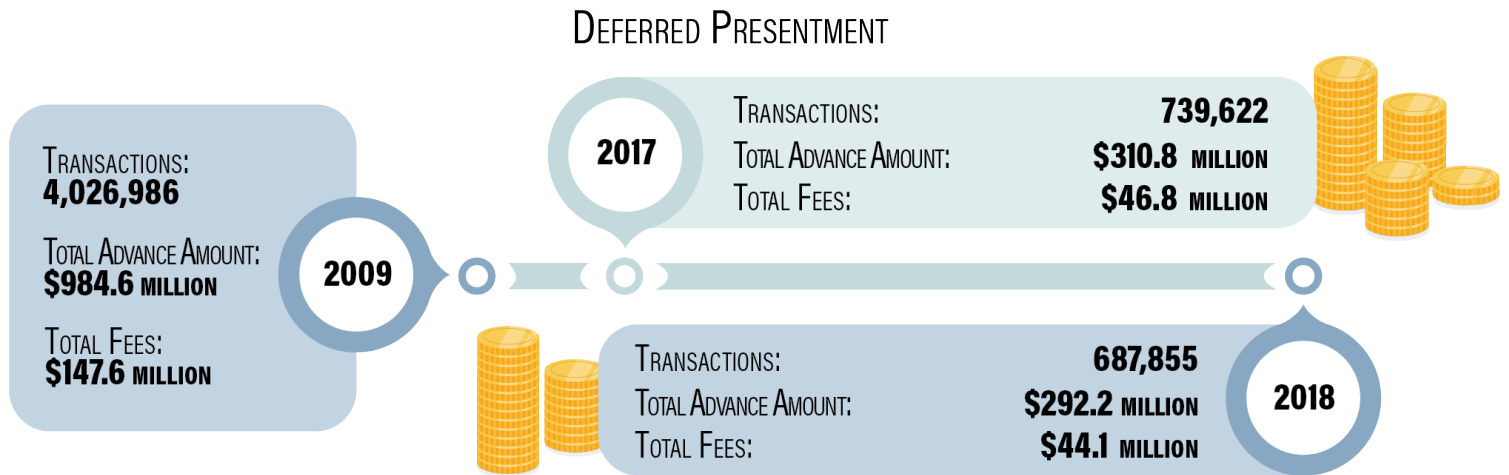 Deferred Presentment
Transactions:
4,026,986
Total Advance Amount:
$984.6 million
Total Fees:
$147.6 million
2009
2017
Transactions: 739,622
Total Advance Amount: $310.8 million
Total Fees: $46.8 million
Transactions: 687,855
Total Advance Amount: $292.2 million
Total Fees: $44.1 million
2018